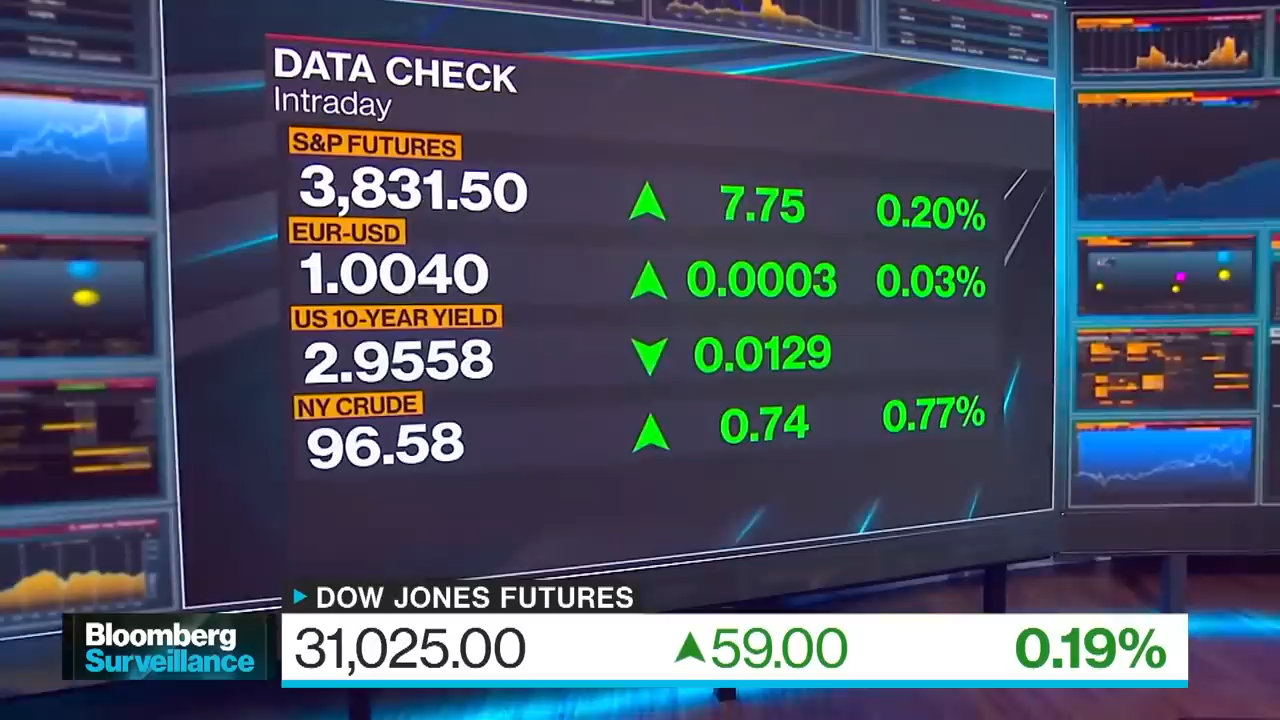 DATA CHECK
Intraday
S&P FUTURES
3,831.50 ▲ 7.75 0.20%
EUR-USD
1.0040 ▲ 0.0003 0.03%
US 10-YEAR YIELD
2.9558 ▼ 0.0129
NY CRUDE
96.58 ▲ 0.74 0.77%
DOW JONES FUTURES
Bloomberg
Surveillance
31,025.00 ▲59.00 0.19%